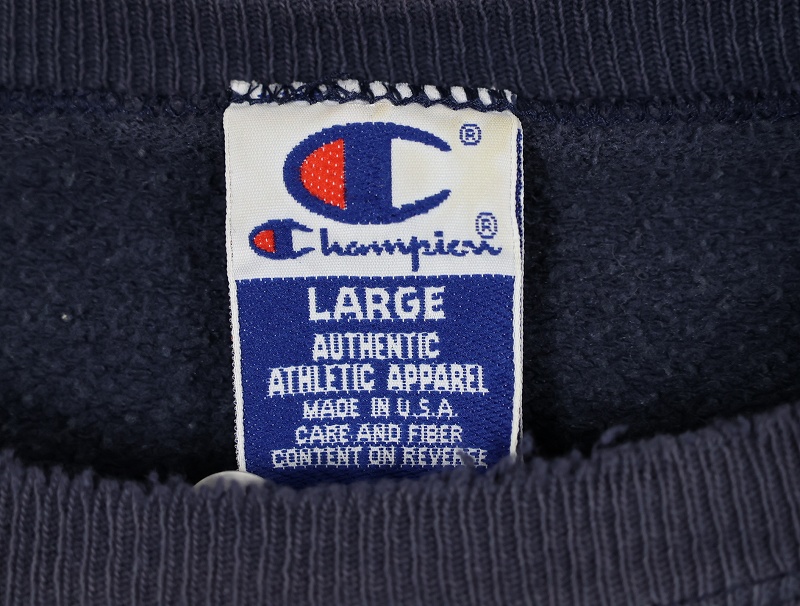 ®
Champion®
LARGE
AUTHENTIC
ATHLETIC APPAREL
MADE IN U.S.A.
CARE AND FIBER
CONTENT ON REVERSE